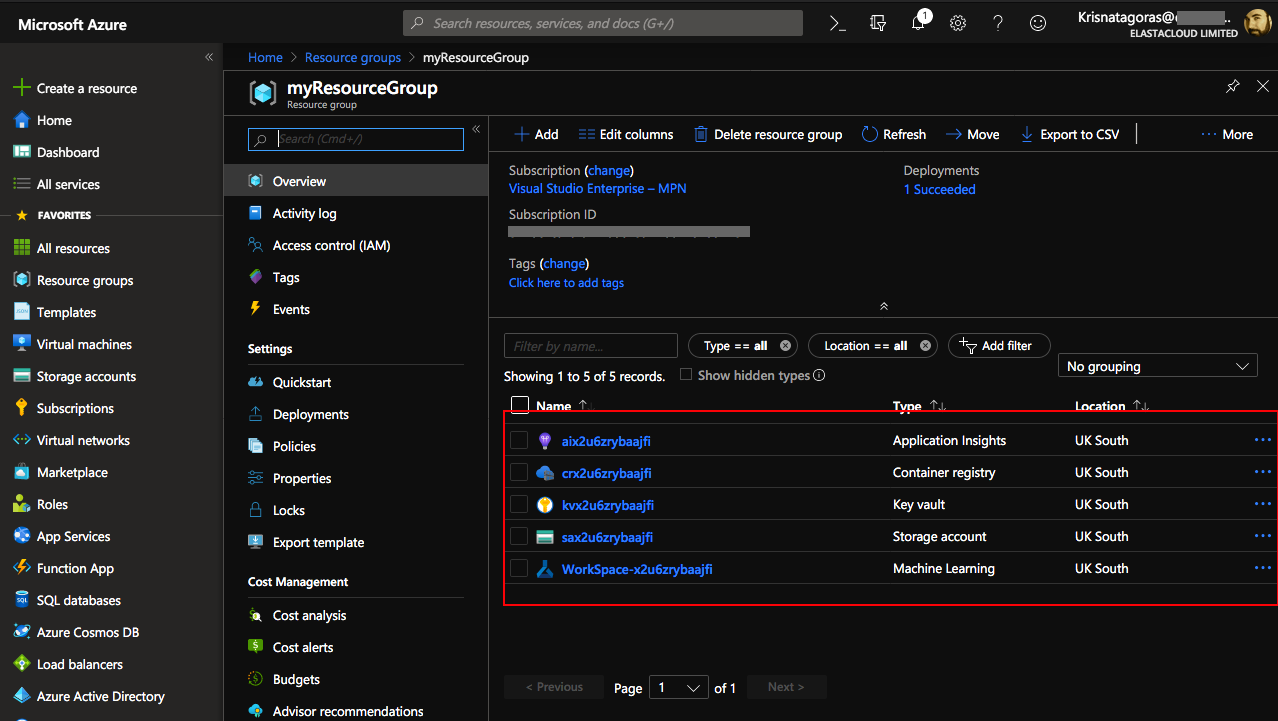 Microsoft Azure
Search resources, services, and docs (G+/)
1
Krisnatagoras@
ELASTACLOUD LIMITED
Create a resource
Home
Dashboard
All services
FAVORITES
All resources
Resource groups
Templates
Virtual machines
Storage accounts
Subscriptions
Virtual networks
Marketplace
Roles
App Services
Function App
SQL databases
Azure Cosmos DB
Load balancers
Azure Active Directory
Home > Resource groups > myResourceGroup
myResourceGroup
Resource group
Search (Cmd+/)
Overview
Activity log
Access control (IAM)
Tags
Events
Settings
Quickstart
Deployments
Policies
Properties
Locks
Export template
Cost Management
Cost analysis
Cost alerts
Budgets
Advisor recommendations
Add Edit columns Delete resource group Refresh Move Export to CSV ··· More
Subscription (change)
Visual Studio Enterprise – MPN
Subscription ID
Tags (change)
Click here to add tags
Deployments
1 Succeeded
Filter by name... Type == all Location == all Add filter
Showing 1 to 5 of 5 records. Show hidden types No grouping
Name Type Location
aix2u6zrybaajfi Application Insights UK South ···
crx2u6zrybaajfi Container registry UK South ···
kvx2u6zrybaajfi Key vault UK South ···
sax2u6zrybaajfi Storage account UK South ···
WorkSpace-x2u6zrybaajfi Machine Learning UK South ···
< Previous Page 1 of 1 Next >